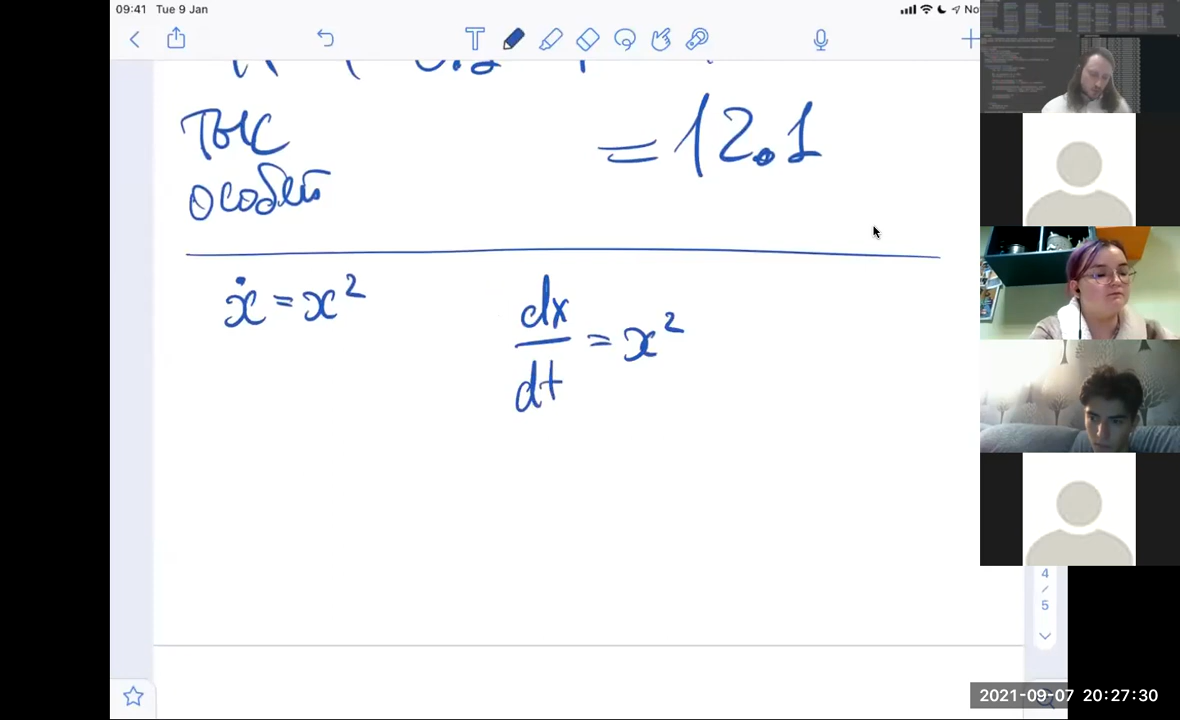 09:41 Tue 9 Jan
No
тыс = 12.1
особей
ẋ = x² dx/dt = x²
4
/
5
2021-09-07 20:27:30